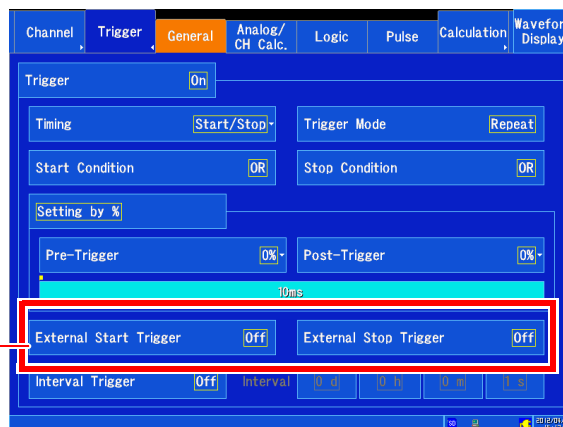 Channel Trigger General Analog/ CH Calc. Logic Pulse Calculation Wavefor Display
Trigger On
Timing Start/Stop Trigger Mode Repeat
Start Condition OR Stop Condition OR
Setting by %
Pre-Trigger 0% Post-Trigger 0%
10ms
External Start Trigger Off External Stop Trigger Off
Interval Trigger Off Interval 0 d 0 h 0 m 1 s
SD